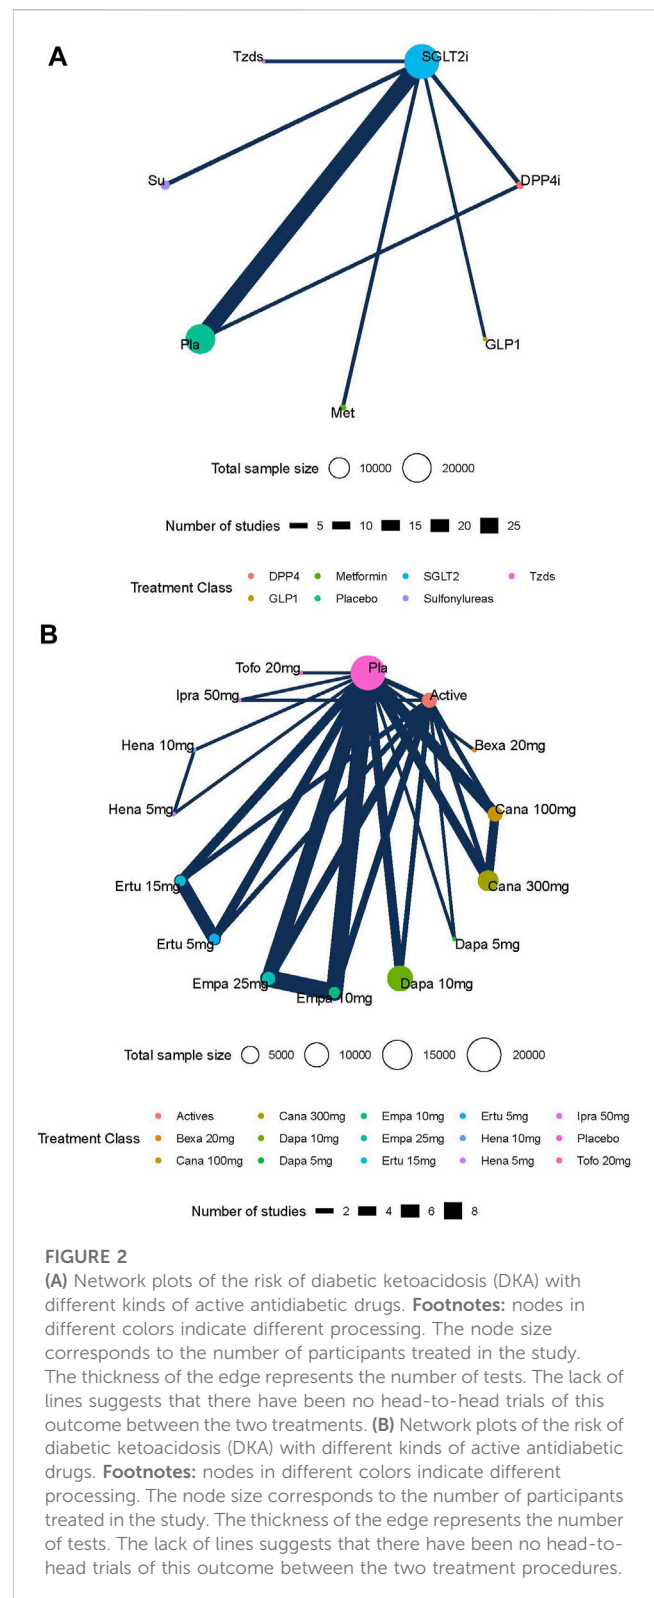 A
Tzds
SGLT2i
Su
DPP4i
Pla
GLP1
Met
Total sample size 10000 20000
Number of studies 5 10 15 20 25
Treatment Class
DPP4 Metformin SGLT2 Tzds
GLP1 Placebo Sulfonylureas
B
Tofo 20mg
Pla
Ipra 50mg
Active
Hena 10mg
Bexa 20mg
Hena 5mg
Cana 100mg
Ertu 15mg
Cana 300mg
Ertu 5mg
Dapa 5mg
Empa 25mg
Dapa 10mg
Empa 10mg
Total sample size 5000 10000 15000 20000
Treatment Class
Actives Cana 300mg Empa 10mg Ertu 5mg Ipra 50mg
Bexa 20mg Dapa 10mg Empa 25mg Hena 10mg Placebo
Cana 100mg Dapa 5mg Ertu 15mg Hena 5mg Tofo 20mg
Number of studies 2 4 6 8
FIGURE 2
(A) Network plots of the risk of diabetic ketoacidosis (DKA) with
different kinds of active antidiabetic drugs. Footnotes: nodes in
different colors indicate different processing. The node size
corresponds to the number of participants treated in the study.
The thickness of the edge represents the number of tests. The lack of
lines suggests that there have been no head-to-head trials of this
outcome between the two treatments. (B) Network plots of the risk of
diabetic ketoacidosis (DKA) with different kinds of active antidiabetic
drugs. Footnotes: nodes in different colors indicate different
processing. The node size corresponds to the number of participants
treated in the study. The thickness of the edge represents the number
of tests. The lack of lines suggests that there have been no head-to-
head trials of this outcome between the two treatment procedures.